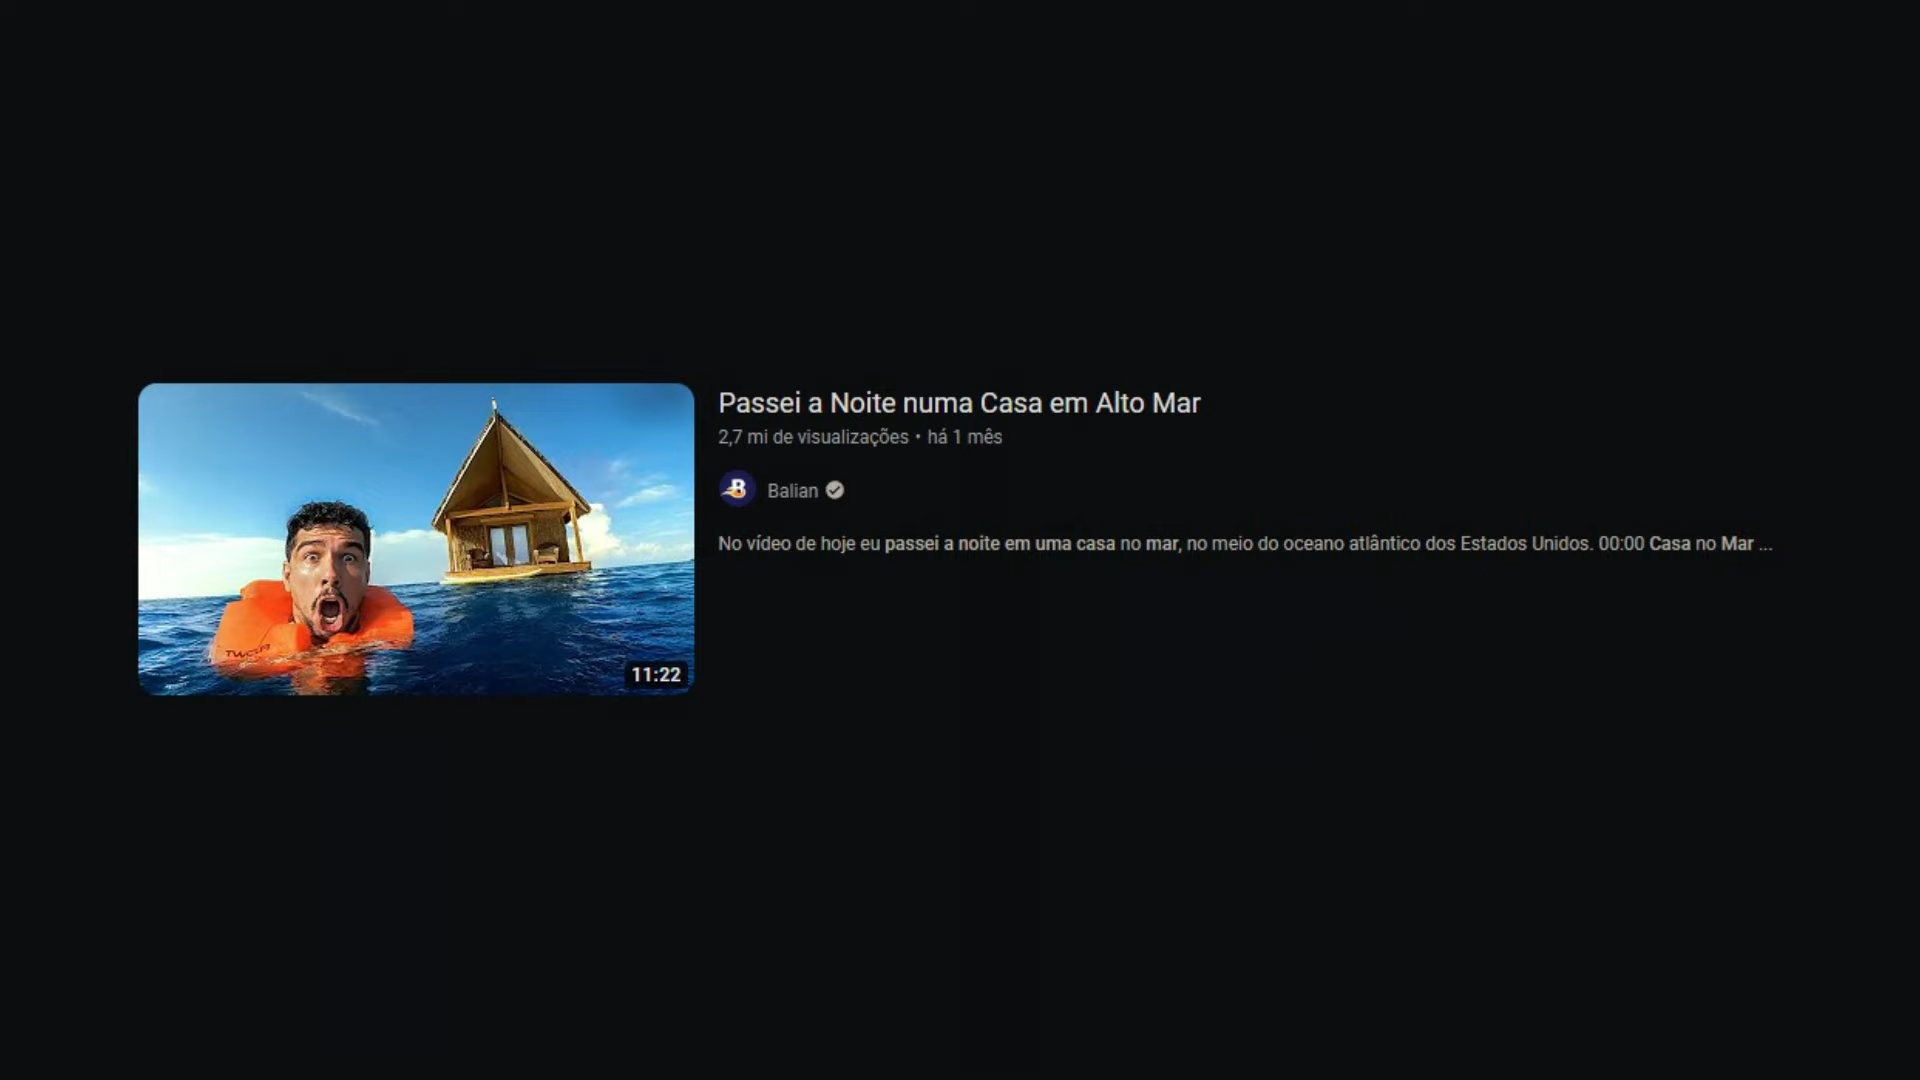 Passei a Noite numa Casa em Alto Mar
2,7 mi de visualizações • há 1 mês
B
Balian
No vídeo de hoje eu passei a noite em uma casa no mar, no meio do oceano atlântico dos Estados Unidos. 00:00 Casa no Mar ...
11:22